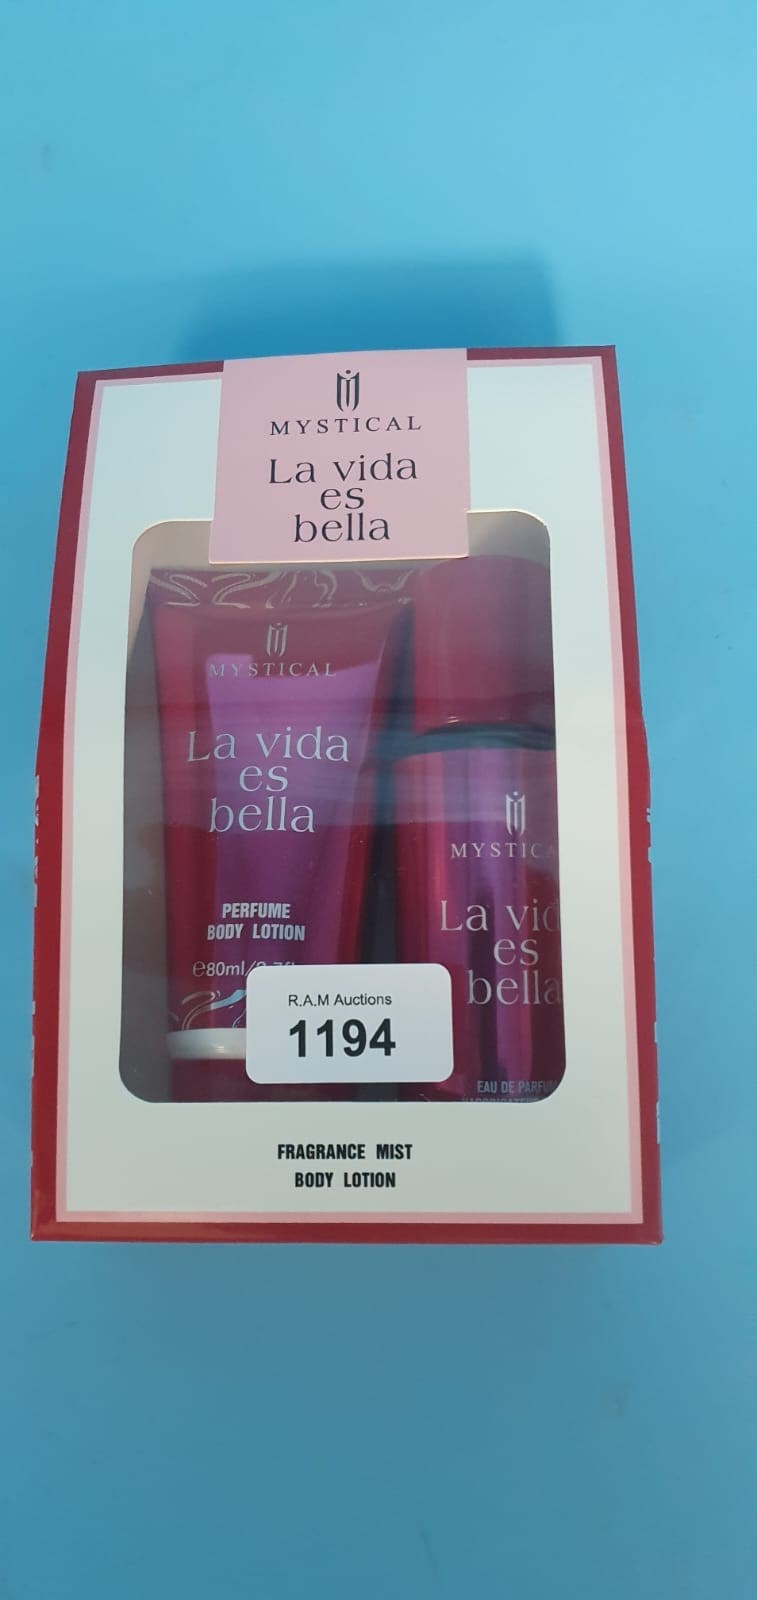 MYSTICAL
La vida
es
bella
MYSTICAL
La vida
es
bella
PERFUME
BODY LOTION
℮80ml/
MYSTICA
La vid
es
bella
EAU DE PARFUM
R.A.M Auctions
1194
FRAGRANCE MIST
BODY LOTION